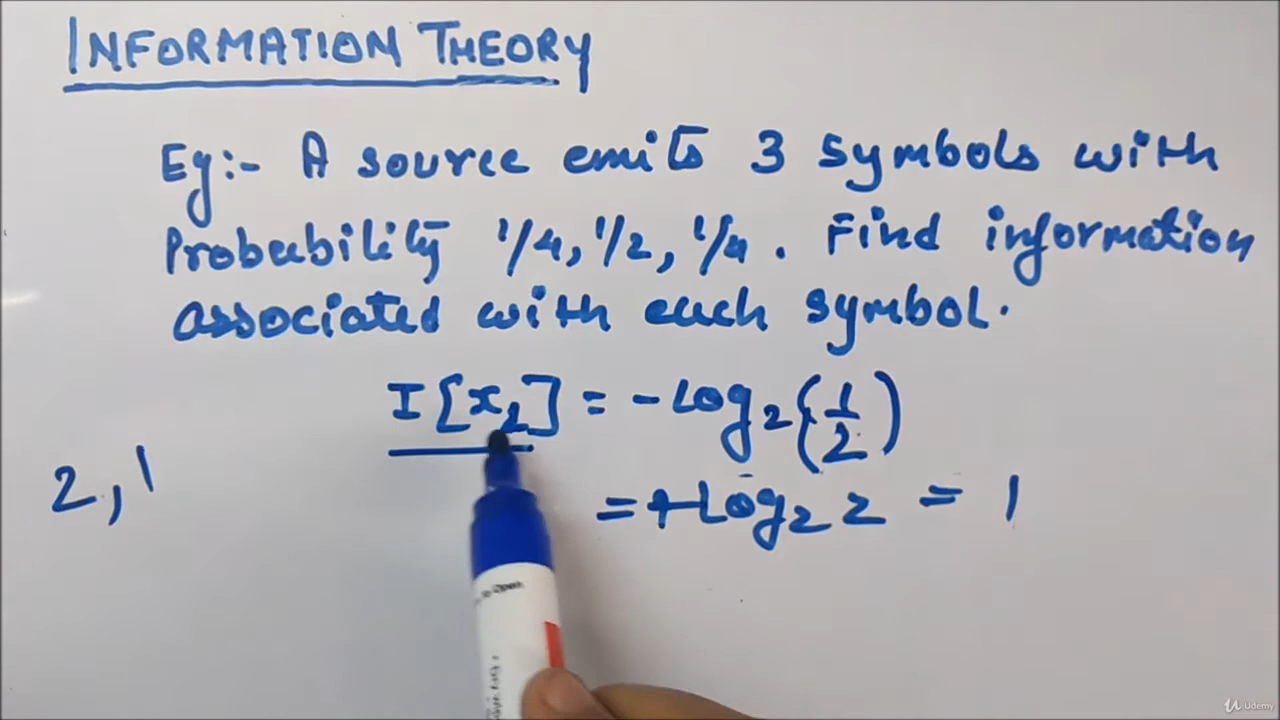 INFORMATION THEORY
Eg:- A source emits 3 symbols with
Probability 1/4, 1/2, 1/4. Find information
associated with each symbol.
I[x₂] = -log₂(1/2)
2, 1
= +log₂ 2 = 1
Udemy